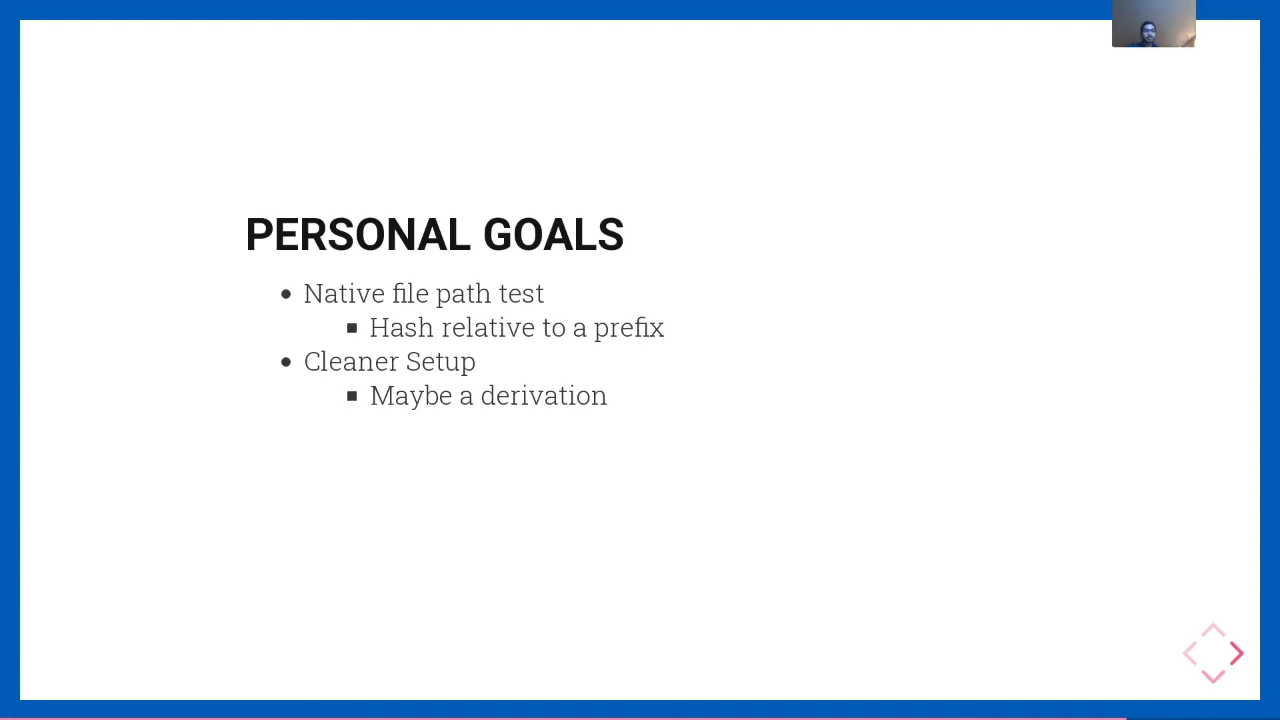 PERSONAL GOALS
Native file path test
Hash relative to a prefix
Cleaner Setup
Maybe a derivation